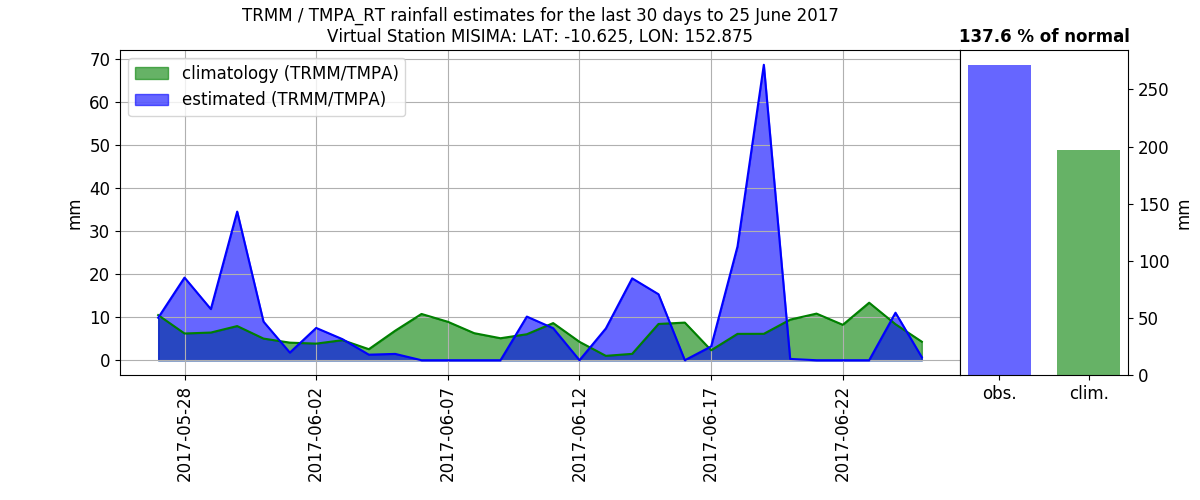 TRMM / TMPA_RT rainfall estimates for the last 30 days to 25 June 2017
Virtual Station MISIMA: LAT: -10.625, LON: 152.875
137.6 % of normal
climatology (TRMM/TMPA)
estimated (TRMM/TMPA)
70
60
50
40
30
20
10
0
mm
2017-05-28
2017-06-02
2017-06-07
2017-06-12
2017-06-17
2017-06-22
250
200
150
100
50
0
mm
obs.
clim.